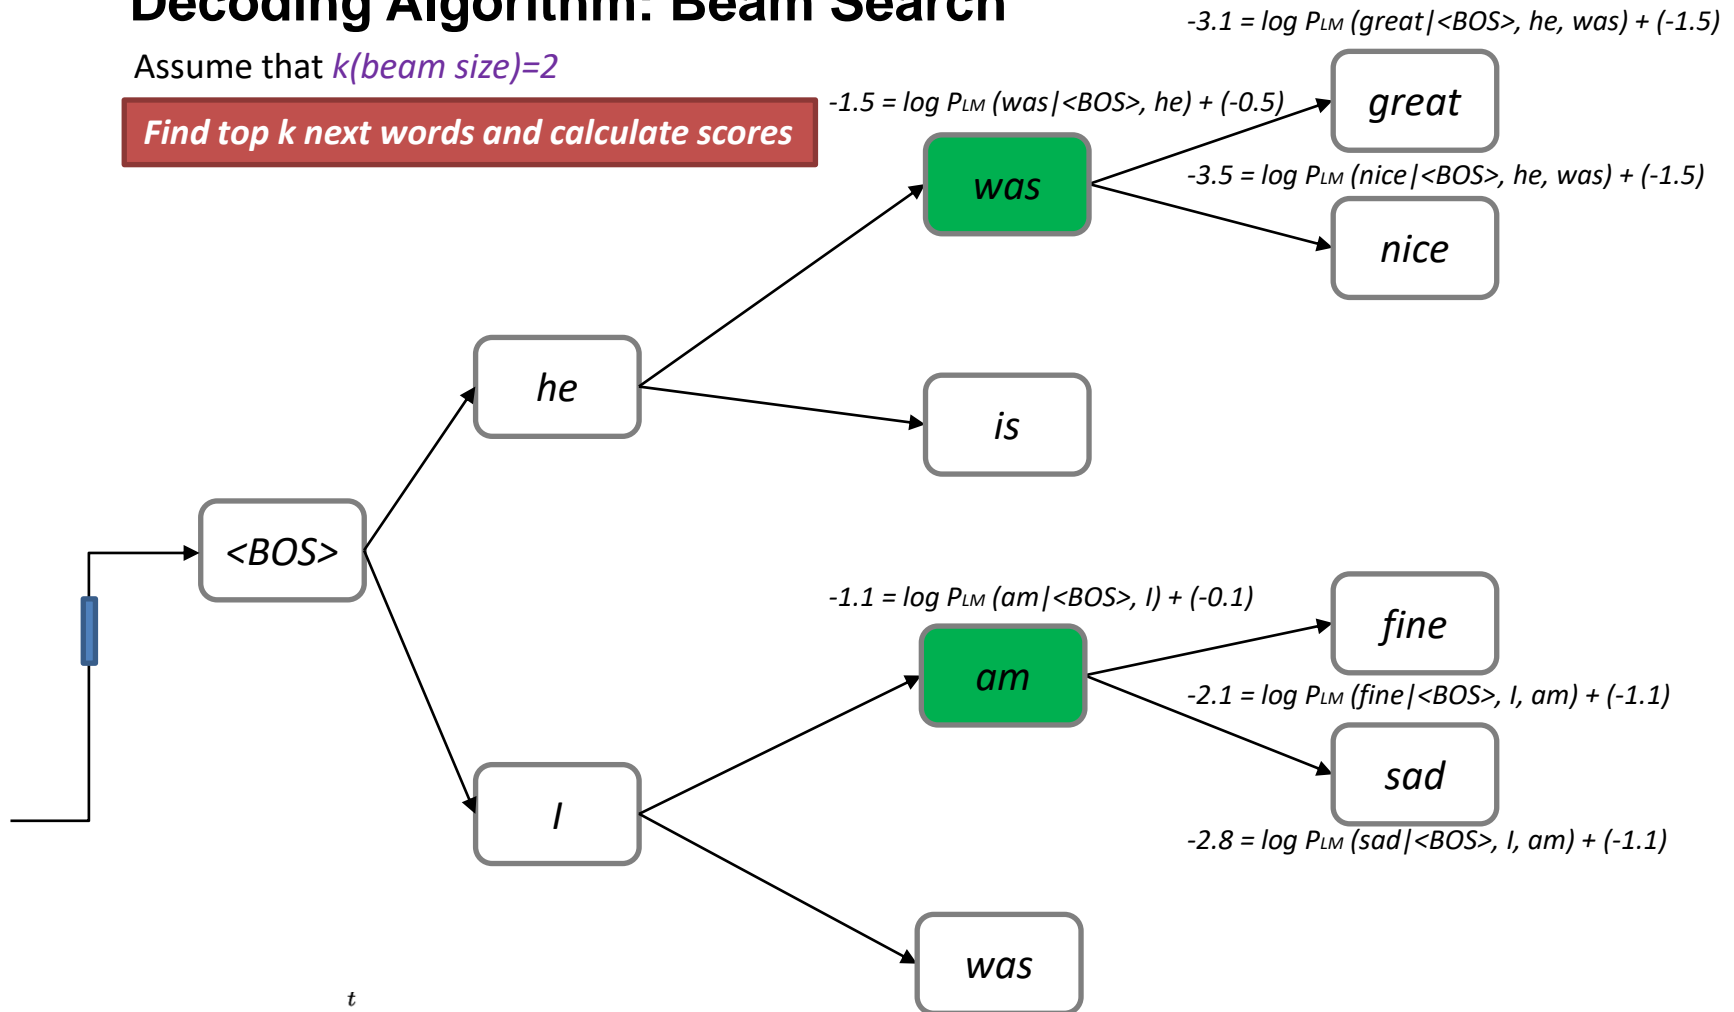 Decoding Algorithm: Beam Search
Assume that k(beam size)=2
Find top k next words and calculate scores
-3.1 = log PLM (great|<BOS>, he, was) + (-1.5)
great
-1.5 = log PLM (was|<BOS>, he) + (-0.5)
was
-3.5 = log PLM (nice|<BOS>, he, was) + (-1.5)
nice
he
is
<BOS>
-1.1 = log PLM (am|<BOS>, I) + (-0.1)
fine
am
-2.1 = log PLM (fine|<BOS>, I, am) + (-1.1)
sad
I
-2.8 = log PLM (sad|<BOS>, I, am) + (-1.1)
was
t